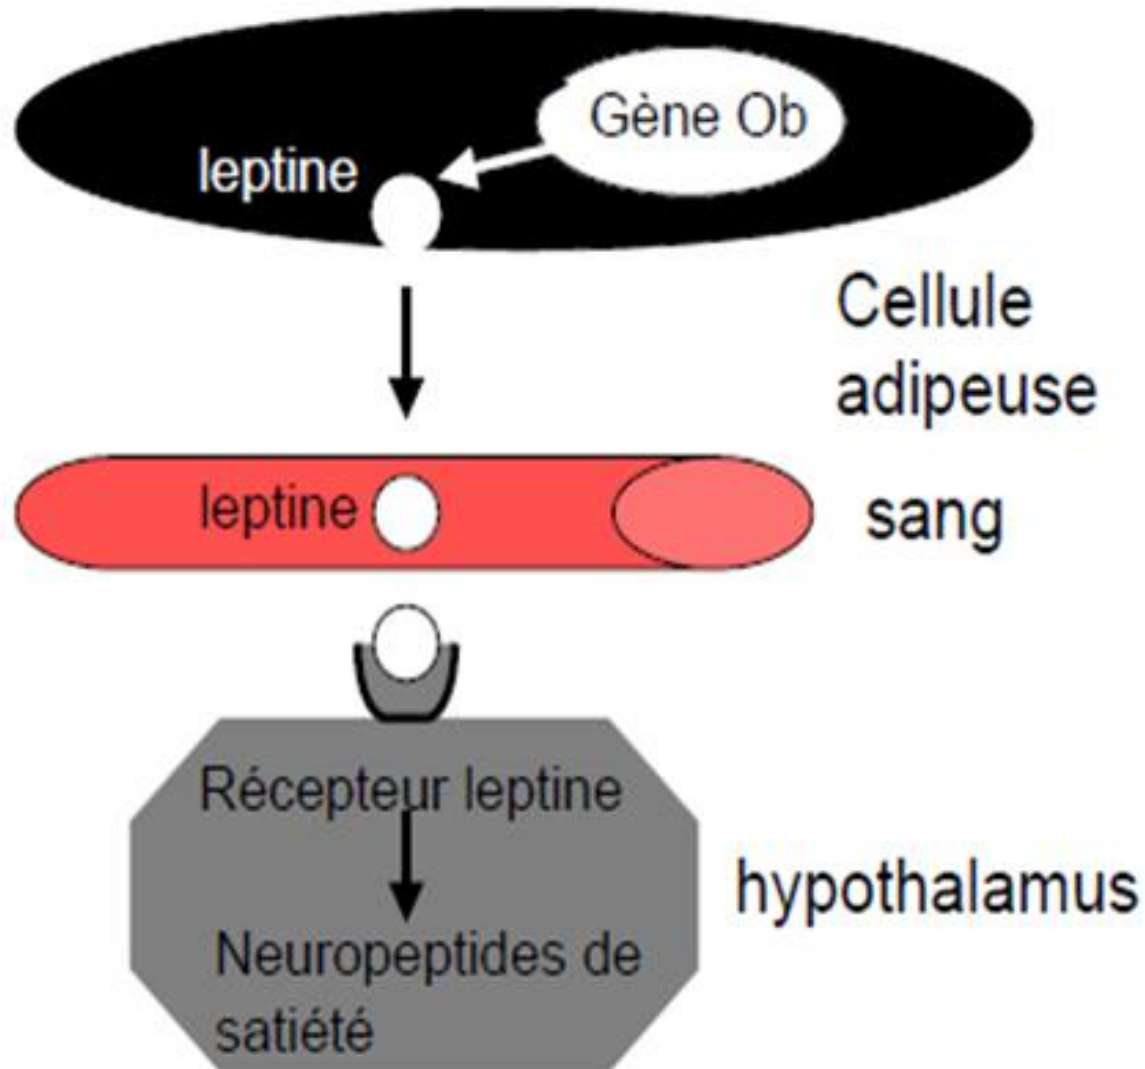 Gène Ob
leptine
Cellule
adipeuse
leptine
sang
Récepteur leptine
hypothalamus
Neuropeptides de
satiété